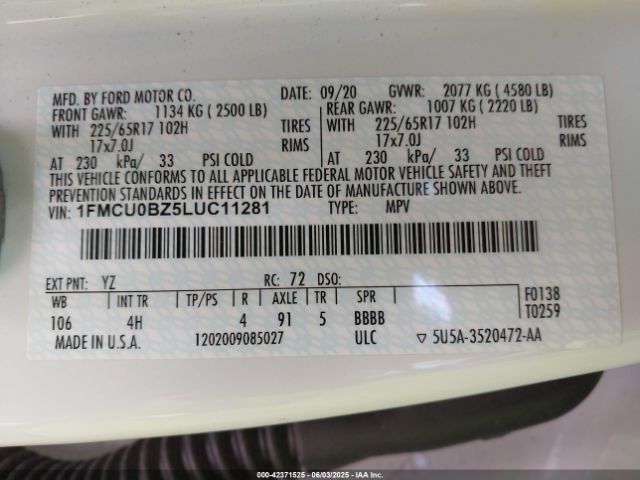 MFD. BY FORD MOTOR CO. DATE: 09/20 GVWR: 2077 KG (4580 LB)
FRONT GAWR: 1134 KG (2500 LB) REAR GAWR: 1007 KG (2220 LB)
WITH 225/65R17 102H TIRES WITH 225/65R17 102H TIRES
17x7.0J RIMS 17x7.0J RIMS
AT 230 kPa/ 33 PSI COLD AT 230 kPa/ 33 PSI COLD
THIS VEHICLE CONFORMS TO ALL APPLICABLE FEDERAL MOTOR VEHICLE SAFETY AND THEFT
PREVENTION STANDARDS IN EFFECT ON THE DATE OF MANUFACTURE SHOWN ABOVE.
VIN: 1FMCU0BZ5LUC11281 TYPE: MPV
EXT PNT: YZ RC: 72 DSO:
WB INT TR TP/PS R AXLE TR SPR F0138
106 4H 4 91 5 BBBB T0259
MADE IN U.S.A. 1202009085027 ULC ▽ 5U5A-3520472-AA
000-42371525 | 06/03/2025 | IAA Inc.